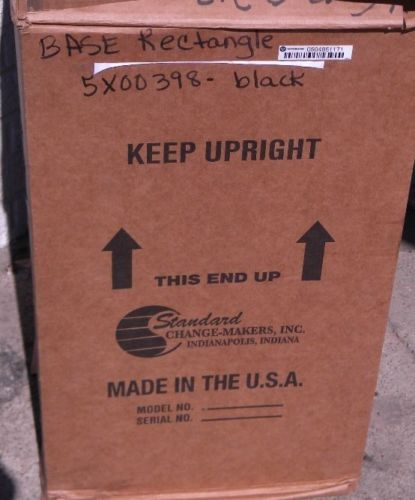 BASE Rectangle
0504851171
5X00398- black
KEEP UPRIGHT
THIS END UP
Standard
CHANGE-MAKERS, INC.
INDIANAPOLIS, INDIANA
MADE IN THE U.S.A.
MODEL NO.
SERIAL NO.